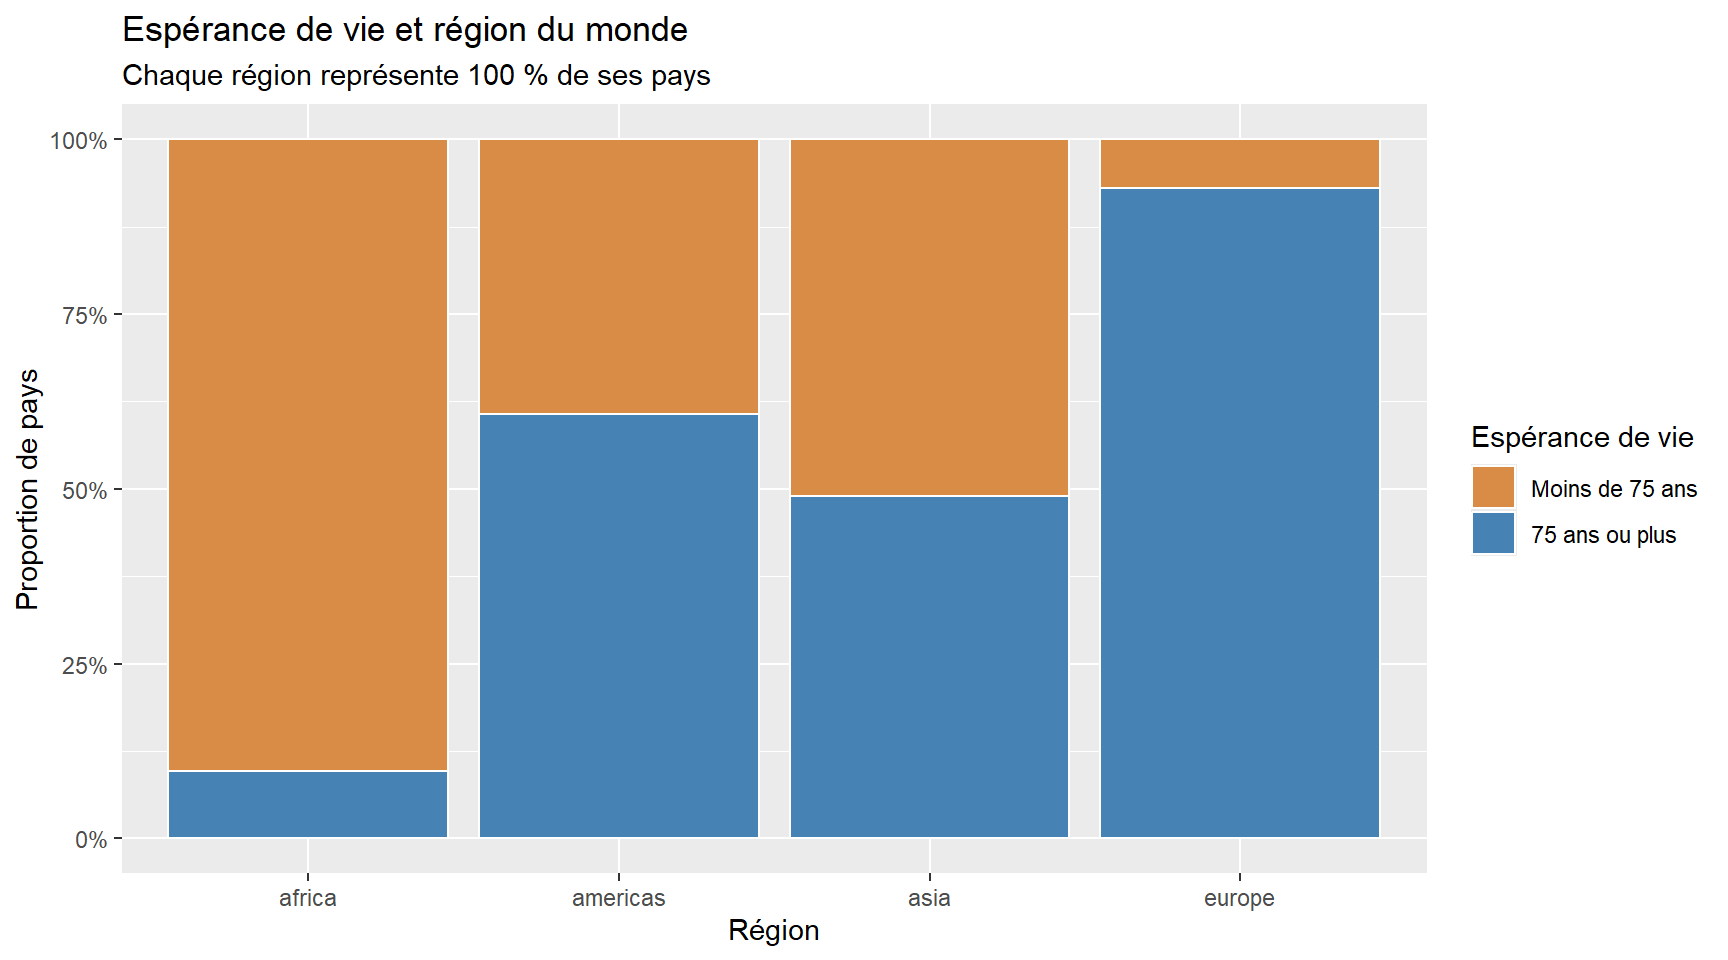 Espérance de vie et région du monde
Chaque région représente 100 % de ses pays
100%
75%
50%
25%
0%
Proportion de pays
africa
americas
asia
europe
Région
Espérance de vie
Moins de 75 ans
75 ans ou plus